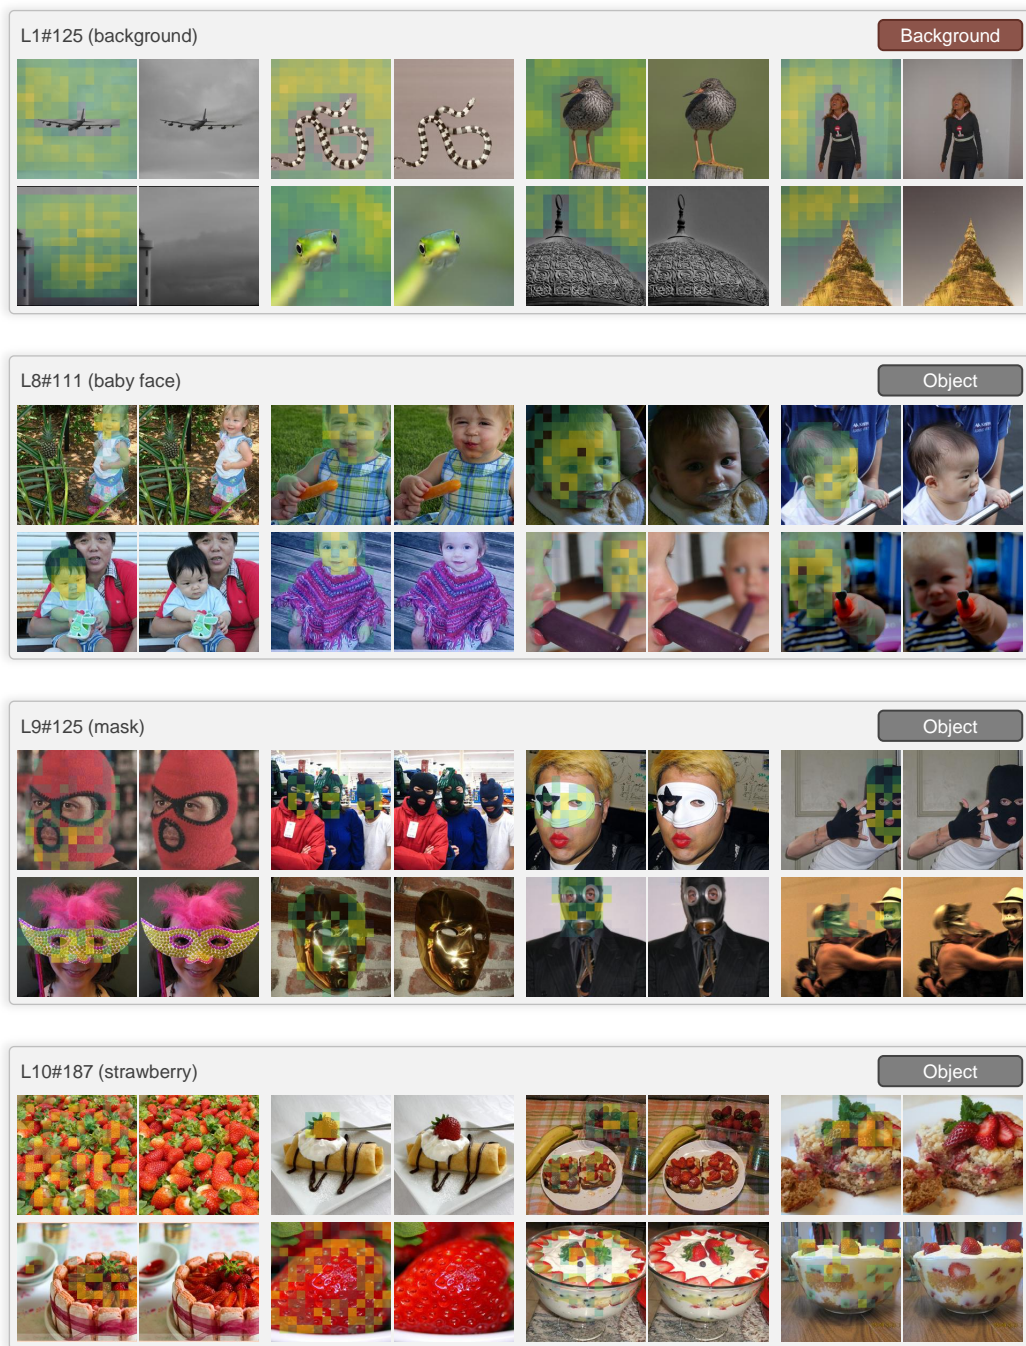 L1#125 (background)
Background
L8#111 (baby face)
Object
L9#125 (mask)
Object
L10#187 (strawberry)
Object